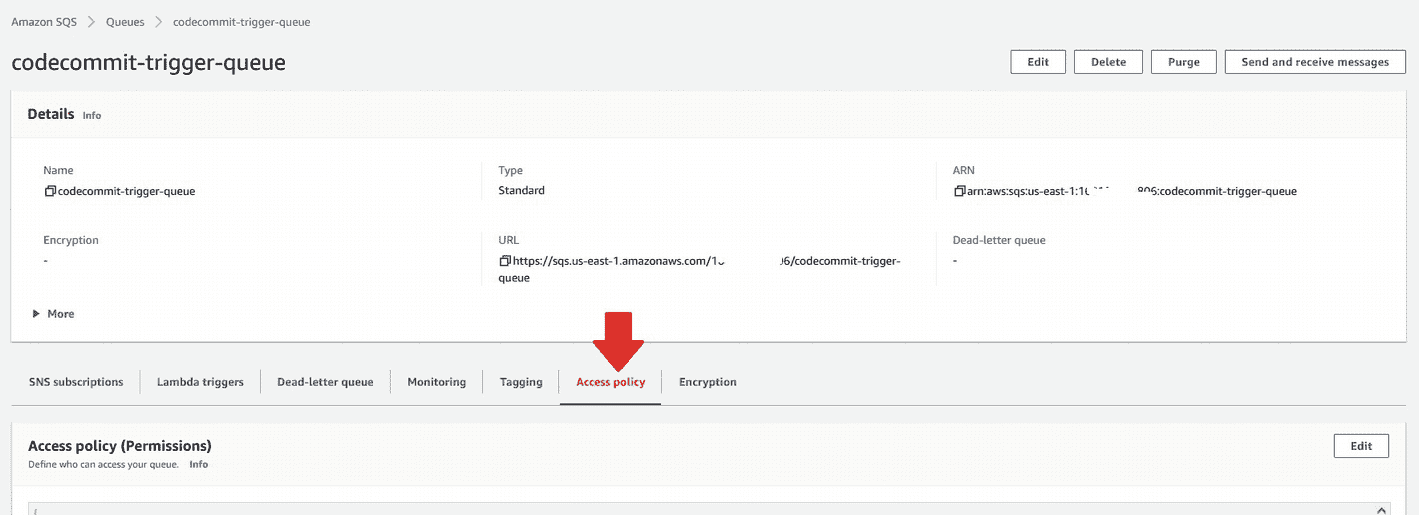 Amazon SQS > Queues > codecommit-trigger-queue
codecommit-trigger-queue
Edit Delete Purge Send and receive messages
Details Info
Name Type ARN
codecommit-trigger-queue Standard arn:aws:sqs:us-east-1:1 806:codecommit-trigger-queue
Encryption URL Dead-letter queue
- https://sqs.us-east-1.amazonaws.com/1 06/codecommit-trigger- -
queue
More
SNS subscriptions Lambda triggers Dead-letter queue Monitoring Tagging Access policy Encryption
Access policy (Permissions) Edit
Define who can access your queue. Info
{